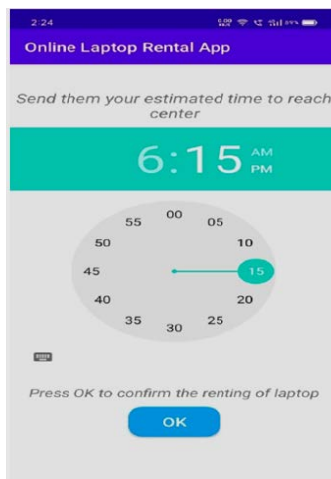 2:24
Online Laptop Rental App
Send them your estimated time to reach
center
6:15 AM
PM
00
55 05
50 10
45 15
40 20
35 25
30
Press OK to confirm the renting of laptop
OK